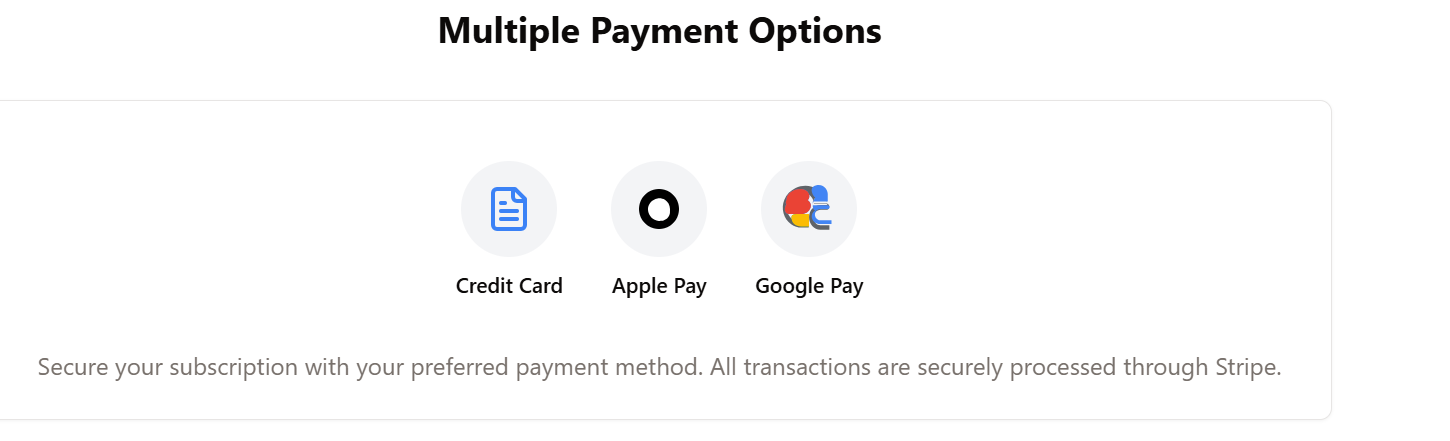 Multiple Payment Options
Credit Card
Apple Pay
Google Pay
Secure your subscription with your preferred payment method. All transactions are securely processed through Stripe.